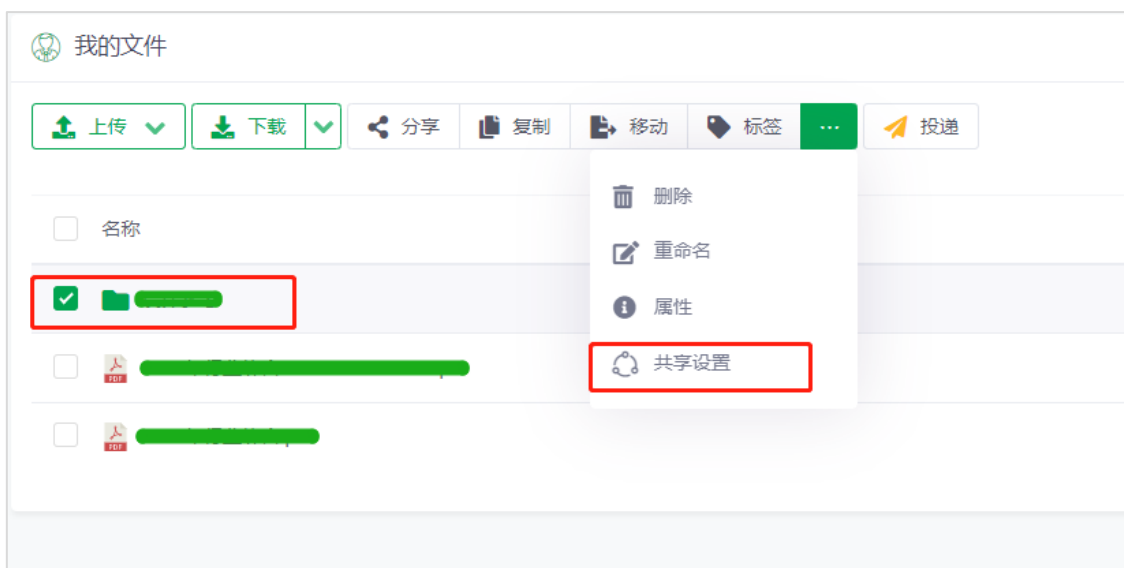 我的文件
上传 下载 分享 复制 移动 标签 ... 投递
删除
名称
重命名
属性
PDF
共享设置
PDF